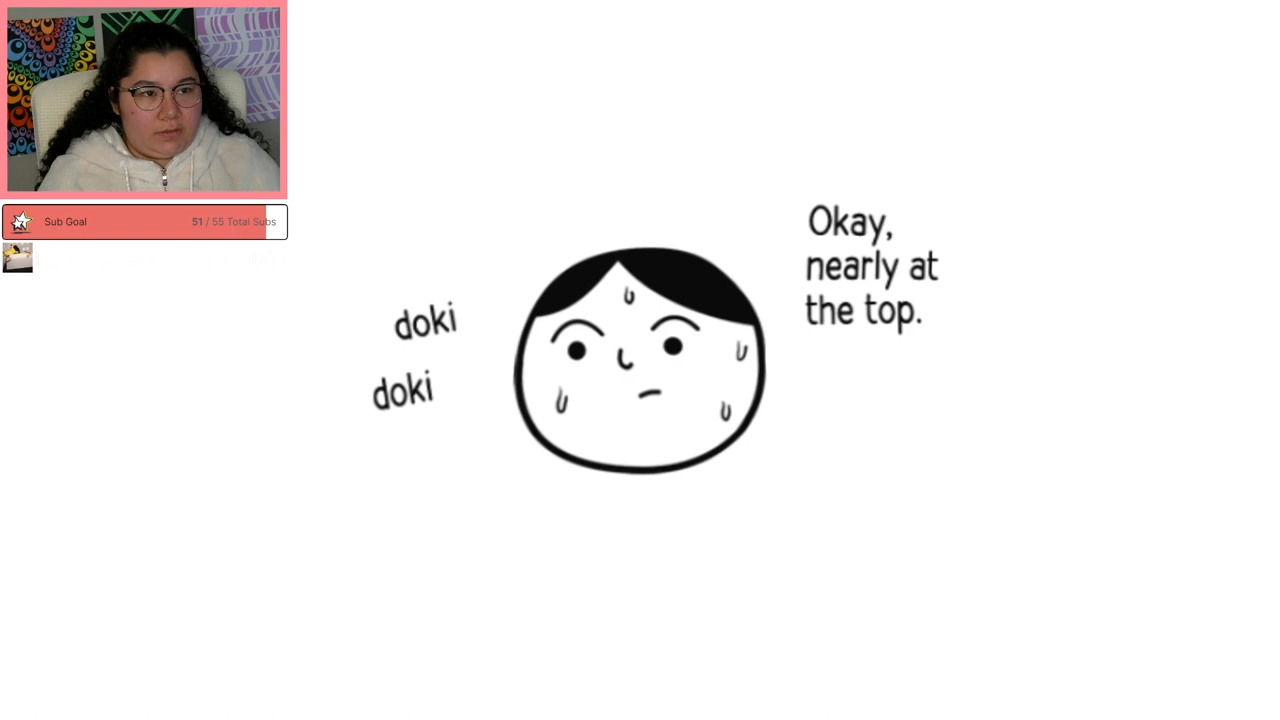 Sub Goal
51 / 55 Total Subs
Okay,
nearly at
the top.
doki
doki